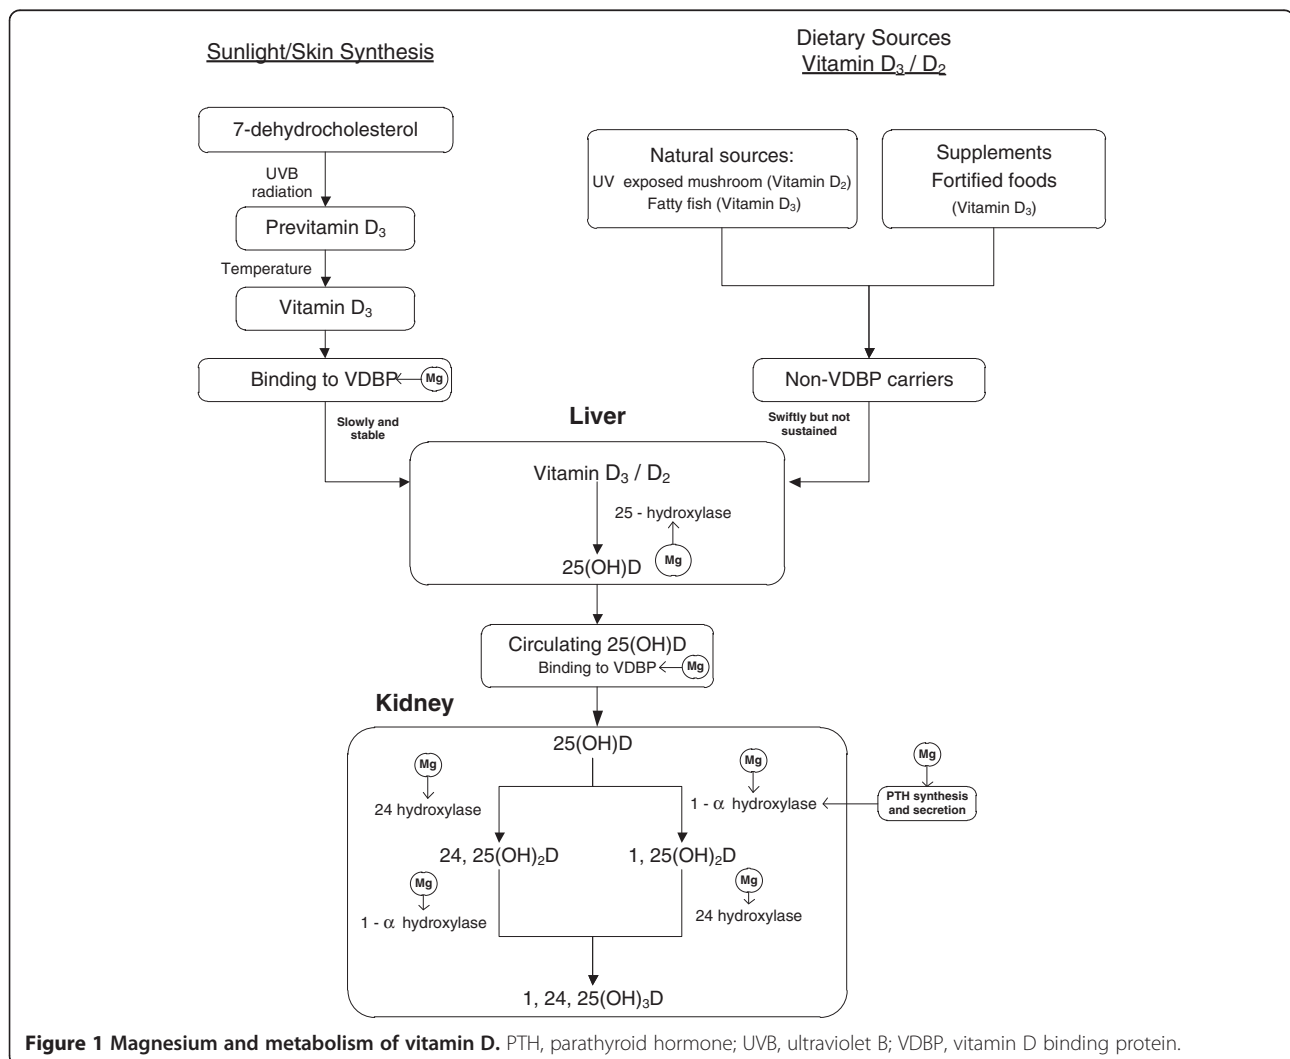 Sunlight/Skin Synthesis
Dietary Sources
Vitamin D₃ / D₂
7-dehydrocholesterol
UVB
radiation
Previtamin D₃
Temperature
Vitamin D₃
Binding to VDBP
Mg
Slowly and
stable
Natural sources:
UV exposed mushroom (Vitamin D₂)
Fatty fish (Vitamin D₃)
Supplements
Fortified foods
(Vitamin D₃)
Non-VDBP carriers
Swiftly but not
sustained
Liver
Vitamin D₃ / D₂
25 - hydroxylase
Mg
25(OH)D
Circulating 25(OH)D
Binding to VDBP
Mg
Kidney
25(OH)D
Mg
24 hydroxylase
Mg
1 - α hydroxylase
Mg
PTH synthesis
and secretion
24, 25(OH)₂D
1, 25(OH)₂D
Mg
1 - α hydroxylase
Mg
24 hydroxylase
1, 24, 25(OH)₃D
Figure 1 Magnesium and metabolism of vitamin D. PTH, parathyroid hormone; UVB, ultraviolet B; VDBP, vitamin D binding protein.